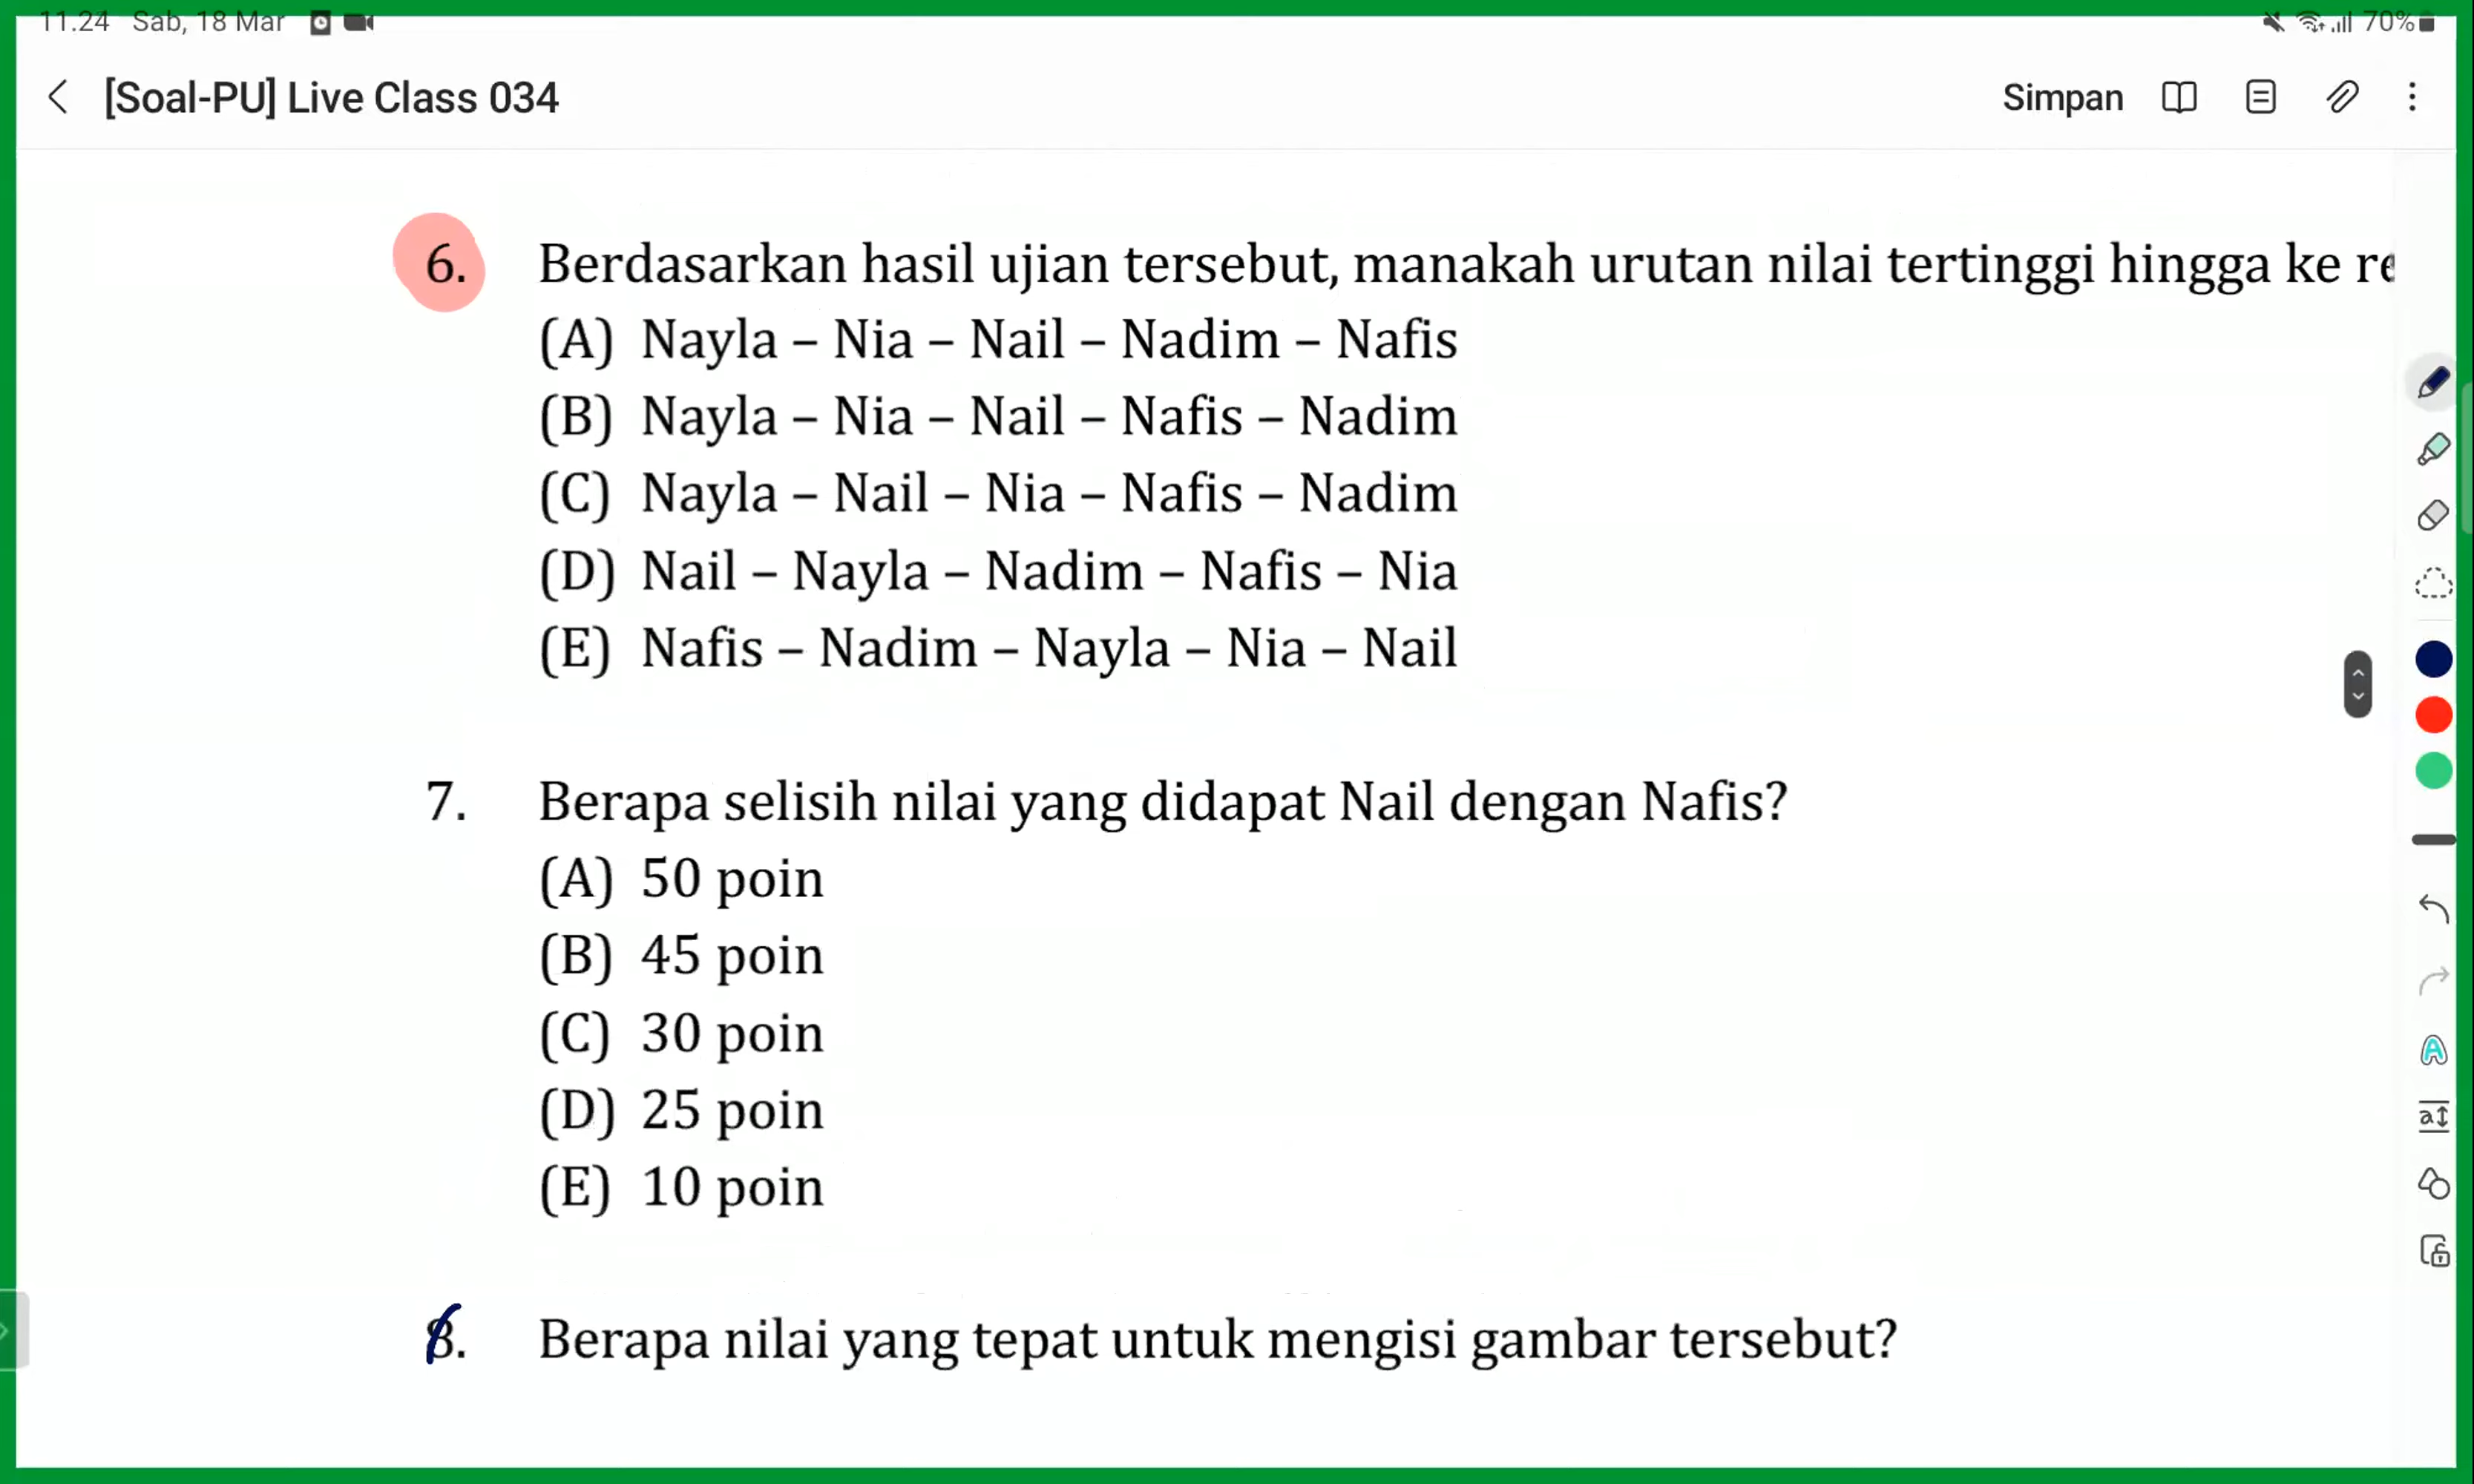 11.24 Sab, 18 Mar
70%
[Soal-PU] Live Class 034
Simpan
6. Berdasarkan hasil ujian tersebut, manakah urutan nilai tertinggi hingga ke re
(A) Nayla – Nia – Nail – Nadim – Nafis
(B) Nayla – Nia – Nail – Nafis – Nadim
(C) Nayla – Nail – Nia – Nafis – Nadim
(D) Nail – Nayla – Nadim – Nafis – Nia
(E) Nafis – Nadim – Nayla – Nia – Nail
7. Berapa selisih nilai yang didapat Nail dengan Nafis?
(A) 50 poin
(B) 45 poin
(C) 30 poin
(D) 25 poin
(E) 10 poin
8. Berapa nilai yang tepat untuk mengisi gambar tersebut?